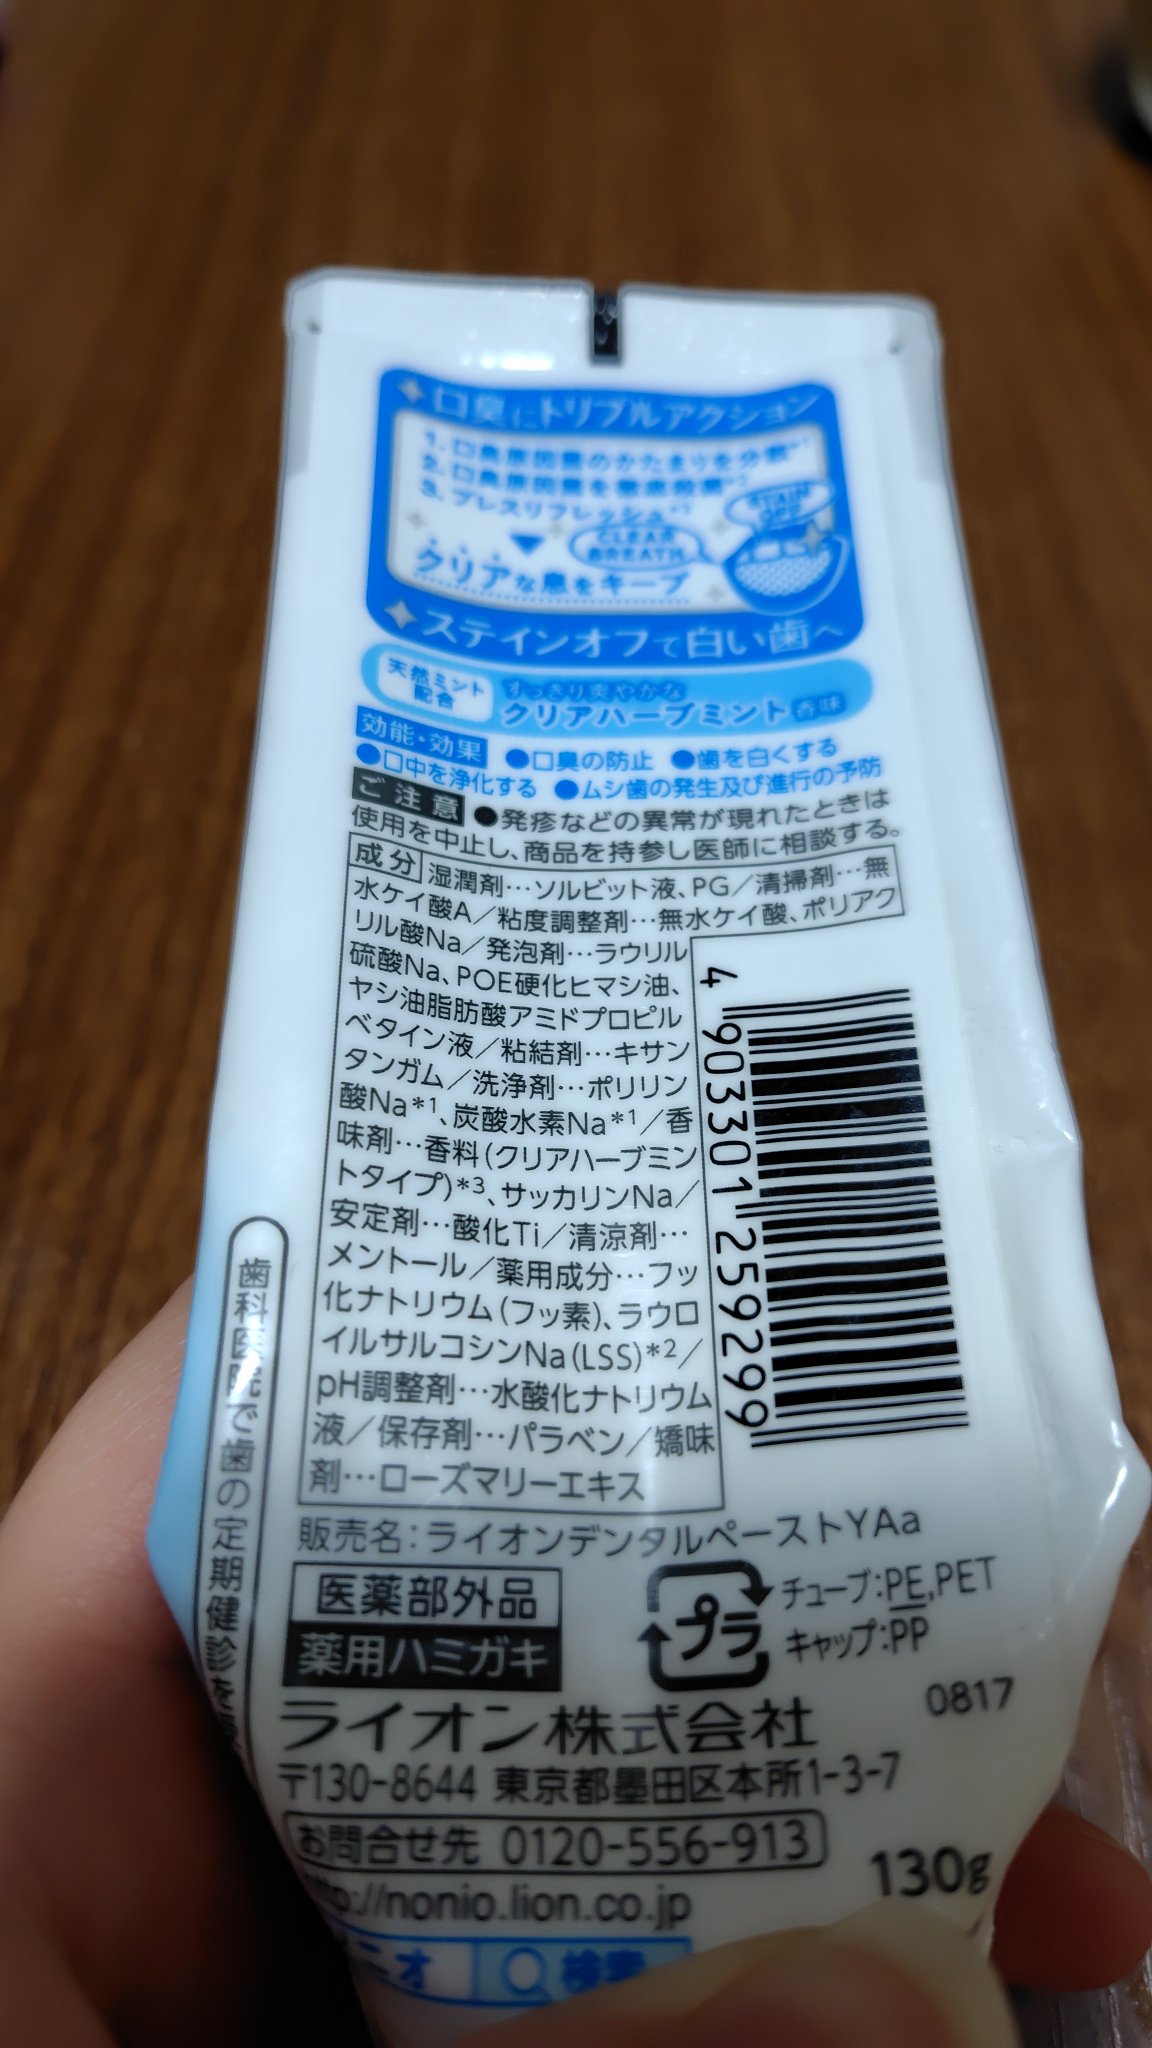 口臭にトリプルアクション
1. 口臭原因菌のかたまりを分散*1
2. 口臭原因菌を徹底殺菌*2
3. ブレスリフレッシュ*3
CLEAR
BREATH
STAIN
OFF
クリアな息をキープ
ステインオフで白い歯へ
天然ミント
配合
すっきり爽やかな
クリアハーブミント香味
効能・効果 ●口臭の防止 ●歯を白くする
●口中を浄化する ●ムシ歯の発生及び進行の予防
ご注意 ●発疹などの異常が現れたときは
使用を中止し、商品を持参し医師に相談する。
成分 湿潤剤…ソルビット液、PG／清掃剤…無
水ケイ酸A／粘度調整剤…無水ケイ酸、ポリアク
リル酸Na／発泡剤…ラウリル
硫酸Na、POE硬化ヒマシ油、
ヤシ油脂肪酸アミドプロピル
ベタイン液／粘結剤…キサン
タンガム／洗浄剤…ポリリン
酸Na*1、炭酸水素Na*1／香
味剤…香料(クリアハーブミン
トタイプ)*3、サッカリンNa／
安定剤…酸化Ti／清涼剤…
メントール／薬用成分…フッ
化ナトリウム(フッ素)、ラウロ
イルサルコシンNa(LSS)*2／
pH調整剤…水酸化ナトリウム
液／保存剤…パラベン／矯味
剤…ローズマリーエキス
4 903301 259299
歯科医院で歯の定期健診を
販売名：ライオンデンタルペーストYAa
医薬部外品
薬用ハミガキ
プラ
チューブ:PE,PET
キャップ:PP
0817
ライオン株式会社
〒130-8644 東京都墨田区本所1-3-7
お問合せ先 0120-556-913
130g
://nonio.lion.co.jp
ニオ 検索